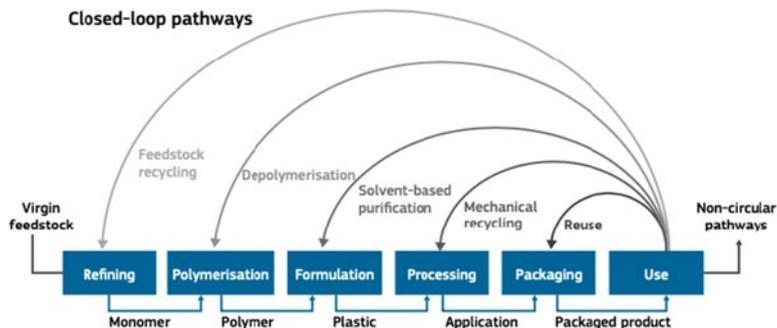 Closed-loop pathways
Feedstock
recycling
Depolymerisation
Solvent-based
purification
Mechanical
recycling
Reuse
Virgin
feedstock
Non-circular
pathways
Refining
Polymerisation
Formulation
Processing
Packaging
Use
Monomer
Polymer
Plastic
Application
Packaged product